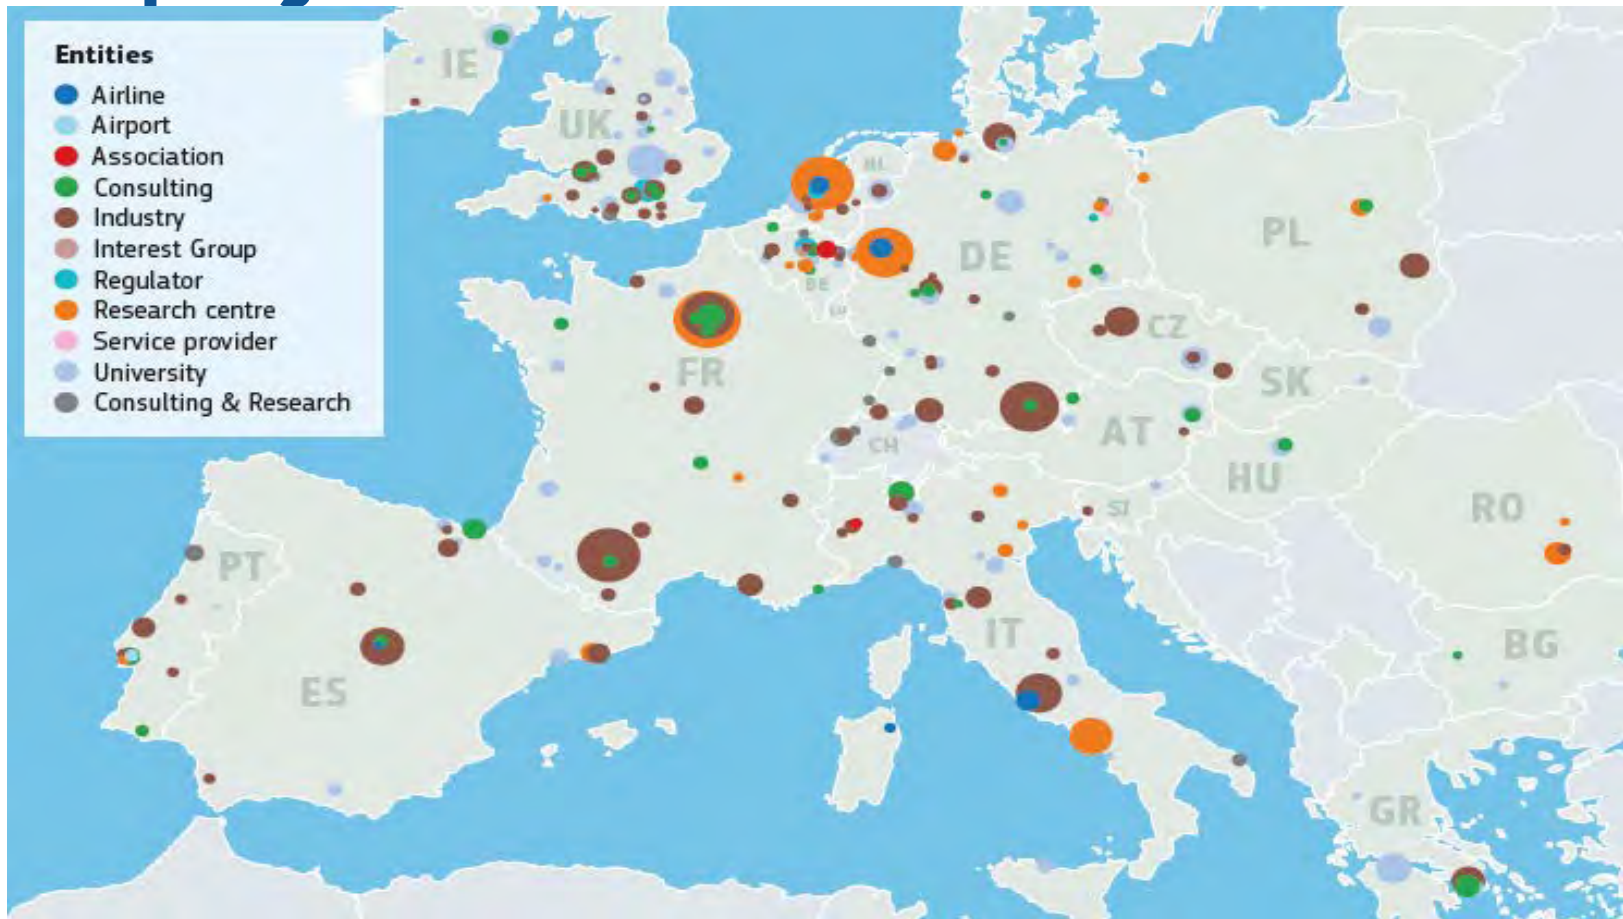 Entities
Airline
Airport
Association
Consulting
Industry
Interest Group
Regulator
Research centre
Service provider
University
Consulting & Research
IE
UK
NL
PL
DE
BE
LU
CZ
FR
SK
AT
CH
HU
SI
RO
PT
IT
BG
ES
GR